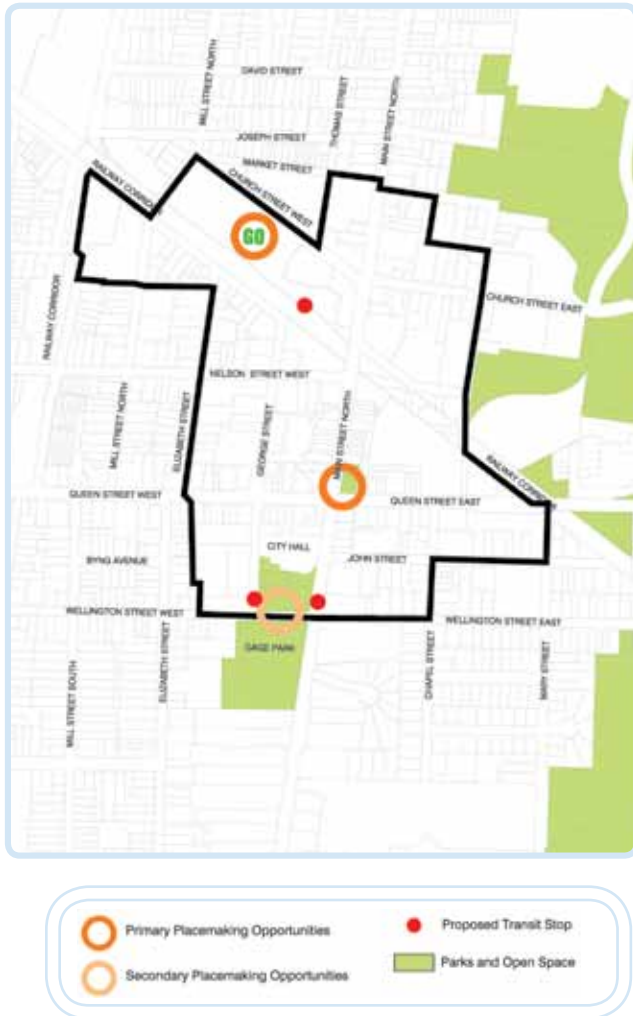 DAVID STREET
MILL STREET NORTH
THOMAS STREET
MAIN STREET NORTH
JOSEPH STREET
MARKET STREET
RAILWAY CORRIDOR
CHURCH STREET WEST
GO
CHURCH STREET EAST
RAILWAY CORRIDOR
NELSON STREET WEST
MILL STREET NORTH
ELIZABETH STREET
GEORGE STREET
MAIN STREET NORTH
RAILWAY CORRIDOR
QUEEN STREET WEST
QUEEN STREET EAST
CITY HALL
BYNG AVENUE
JOHN STREET
WELLINGTON STREET WEST
WELLINGTON STREET EAST
GAGE PARK
MILL STREET SOUTH
ELIZABETH STREET
CHAPEL STREET
MARY STREET
Primary Placemaking Opportunities
Proposed Transit Stop
Secondary Placemaking Opportunities
Parks and Open Space